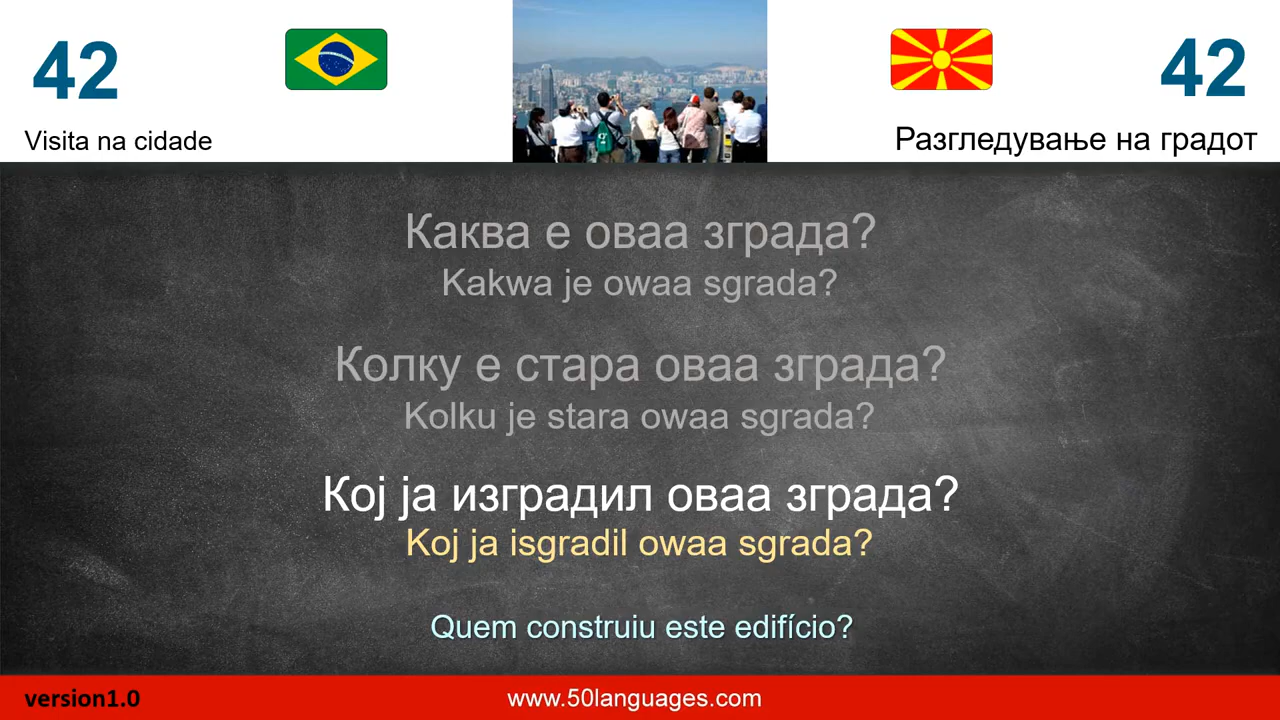 42
42
Visita na cidade
Разгледување на градот
Каква е оваа зграда?
Kakwa je owaa sgrada?
Колку е стара оваа зграда?
Kolku je stara owaa sgrada?
Кој ја изградил оваа зграда?
Koj ja isgradil owaa sgrada?
Quem construiu este edifício?
version1.0
www.50languages.com